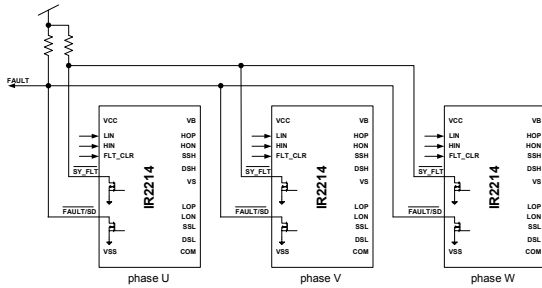 FAULT
VCC
LIN
HIN
FLT_CLR
SY_FLT
FAULT/SD
VSS
IR2214
VB
HOP
HON
SSH
DSH
VS
LOP
LON
SSL
DSL
COM
phase U
VCC
LIN
HIN
FLT_CLR
SY_FLT
FAULT/SD
VSS
IR2214
VB
HOP
HON
SSH
DSH
VS
LOP
LON
SSL
DSL
COM
phase V
VCC
LIN
HIN
FLT_CLR
SY_FLT
FAULT/SD
VSS
IR2214
VB
HOP
HON
SSH
DSH
VS
LOP
LON
SSL
DSL
COM
phase W